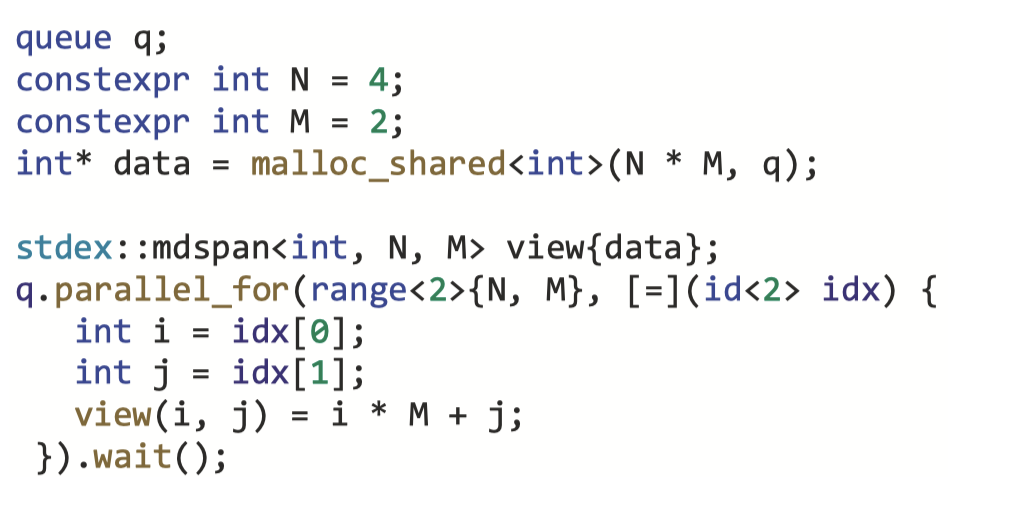 queue q;
constexpr int N = 4;
constexpr int M = 2;
int* data = malloc_shared<int>(N * M, q);

stdex::mdspan<int, N, M> view{data};
q.parallel_for(range<2>{N, M}, [=](id<2> idx) {
   int i = idx[0];
   int j = idx[1];
   view(i, j) = i * M + j;
 }).wait();